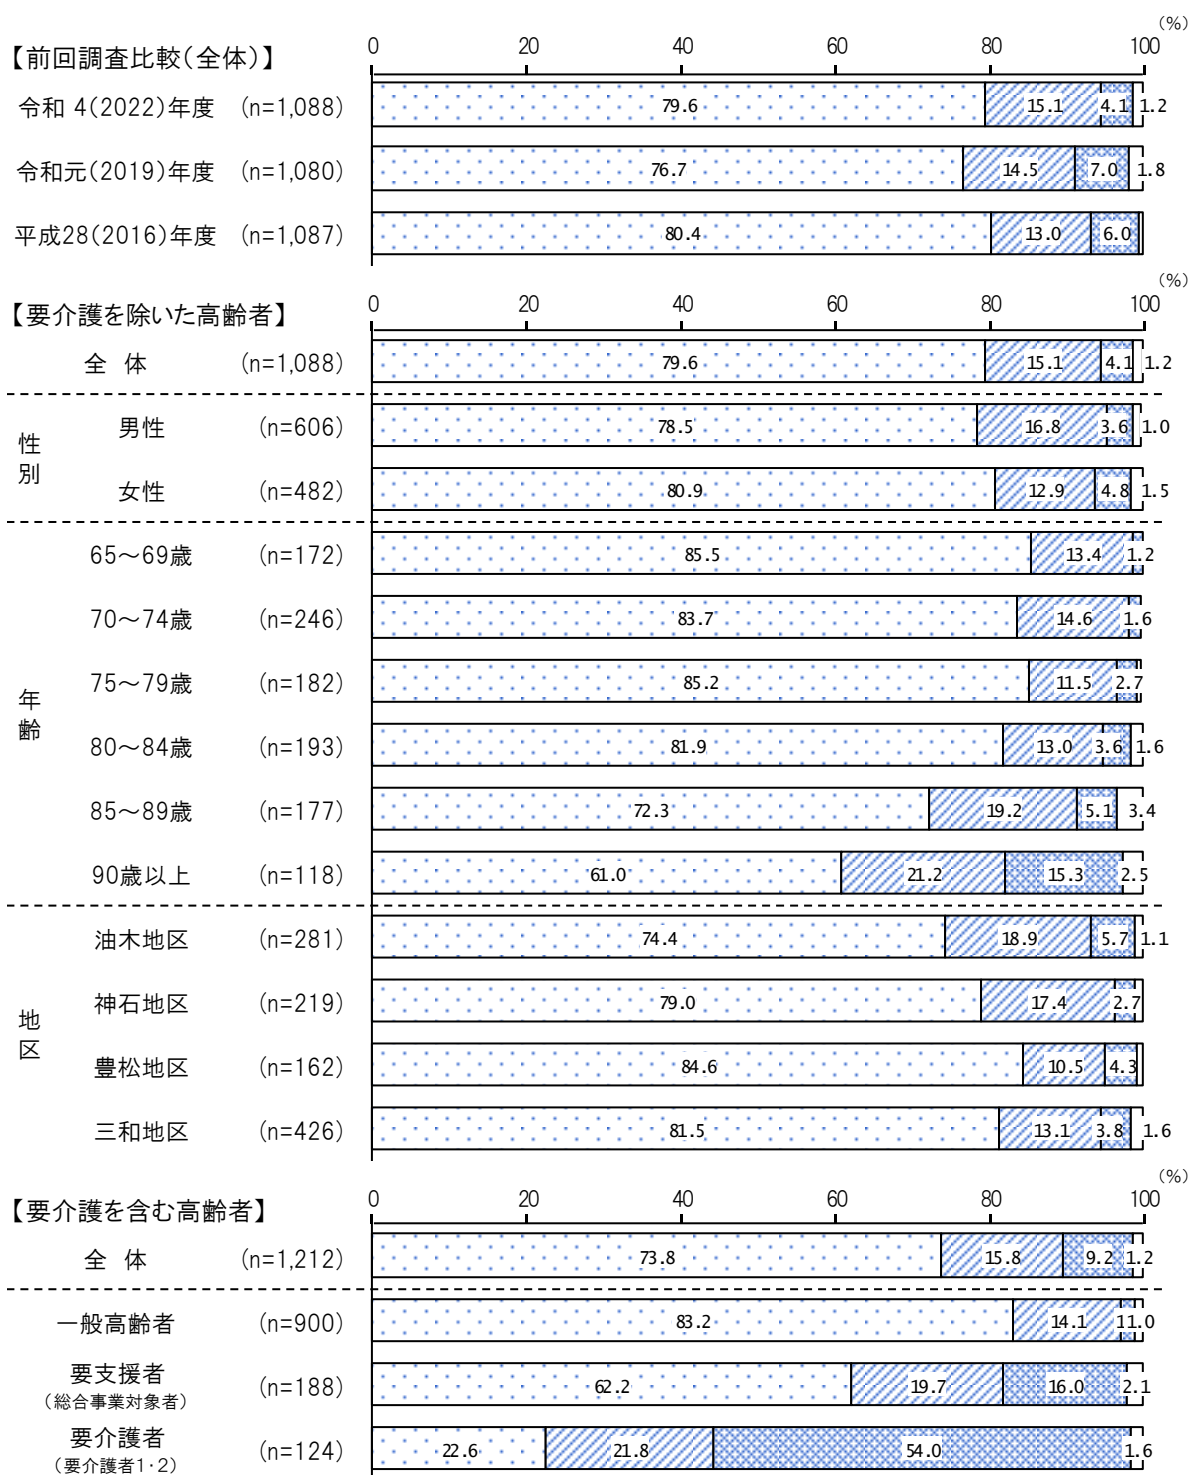 (%)
【前回調査比較(全体)】 0 20 40 60 80 100
令和 4(2022)年度 (n=1,088) 79.6 15.1 4.1 1.2
令和元(2019)年度 (n=1,080) 76.7 14.5 7.0 1.8
平成28(2016)年度 (n=1,087) 80.4 13.0 6.0
(%)
【要介護を除いた高齢者】 0 20 40 60 80 100
全 体 (n=1,088) 79.6 15.1 4.1 1.2
性別
男性 (n=606) 78.5 16.8 3.6 1.0
女性 (n=482) 80.9 12.9 4.8 1.5
年齢
65～69歳 (n=172) 85.5 13.4 1.2
70～74歳 (n=246) 83.7 14.6 1.6
75～79歳 (n=182) 85.2 11.5 2.7
80～84歳 (n=193) 81.9 13.0 3.6 1.6
85～89歳 (n=177) 72.3 19.2 5.1 3.4
90歳以上 (n=118) 61.0 21.2 15.3 2.5
地区
油木地区 (n=281) 74.4 18.9 5.7 1.1
神石地区 (n=219) 79.0 17.4 2.7
豊松地区 (n=162) 84.6 10.5 4.3
三和地区 (n=426) 81.5 13.1 3.8 1.6
(%)
【要介護を含む高齢者】 0 20 40 60 80 100
全 体 (n=1,212) 73.8 15.8 9.2 1.2
一般高齢者 (n=900) 83.2 14.1 1.0
要支援者
(総合事業対象者) (n=188) 62.2 19.7 16.0 2.1
要介護者
(要介護者1・2) (n=124) 22.6 21.8 54.0 1.6